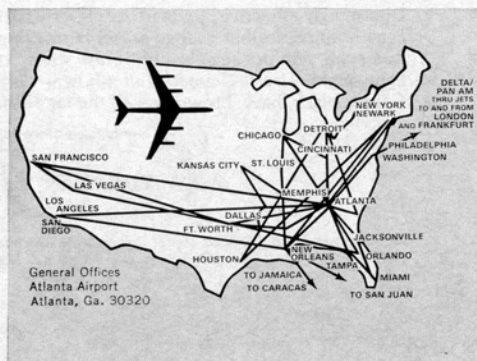 DELTA/
PAN AM
THRU JETS
TO AND FROM
LONDON
AND FRANKFURT
NEW YORK
NEWARK
DETROIT
CHICAGO
CINCINNATI
PHILADELPHIA
WASHINGTON
SAN FRANCISCO
KANSAS CITY
ST. LOUIS
LAS VEGAS
MEMPHIS
ATLANTA
LOS
ANGELES
SAN
DIEGO
DALLAS
FT. WORTH
JACKSONVILLE
HOUSTON
NEW
ORLEANS
ORLANDO
TAMPA
MIAMI
TO JAMAICA
TO CARACAS
TO SAN JUAN
General Offices
Atlanta Airport
Atlanta, Ga. 30320